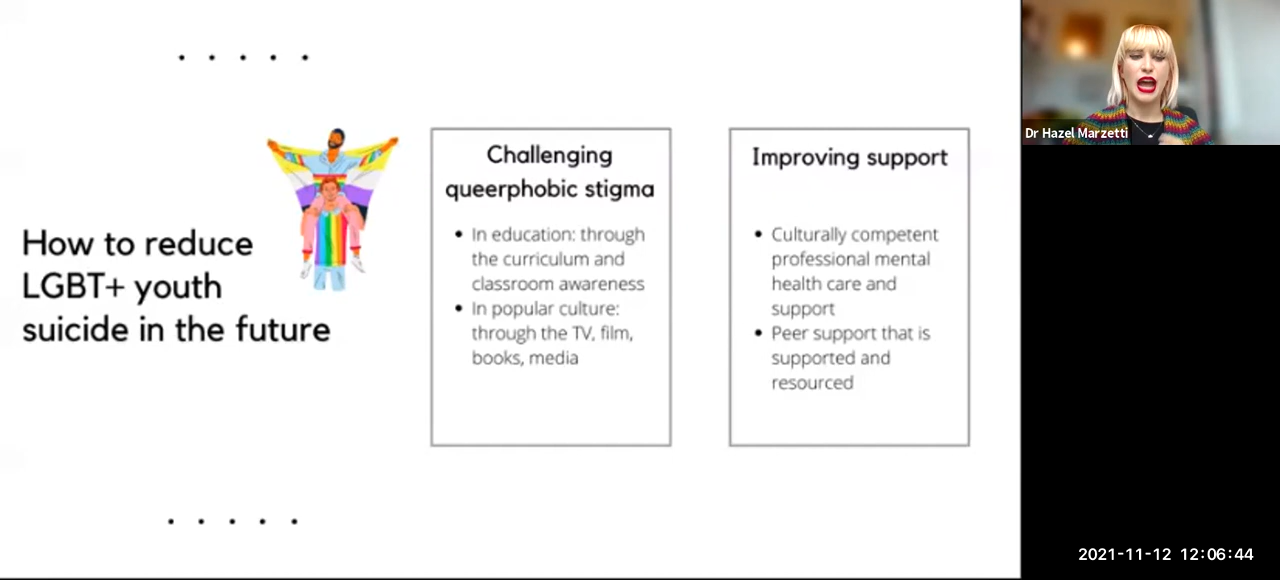 How to reduce
LGBT+ youth
suicide in the future
Challenging
queerphobic stigma
• In education: through
the curriculum and
classroom awareness
• In popular culture:
through the TV, film,
books, media
Improving support
• Culturally competent
professional mental
health care and
support
• Peer support that is
supported and
resourced
Dr Hazel Marzetti
2021-11-12 12:06:44